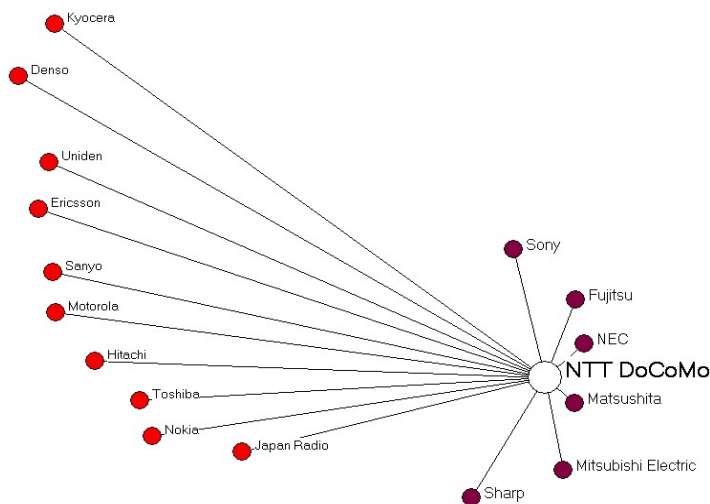 Kyocera
Denso
Uniden
Ericsson
Sony
Sanyo
Fujitsu
Motorola
NEC
Hitachi
NTT DoCoMo
Toshiba
Matsushita
Nokia
Japan Radio
Mitsubishi Electric
Sharp